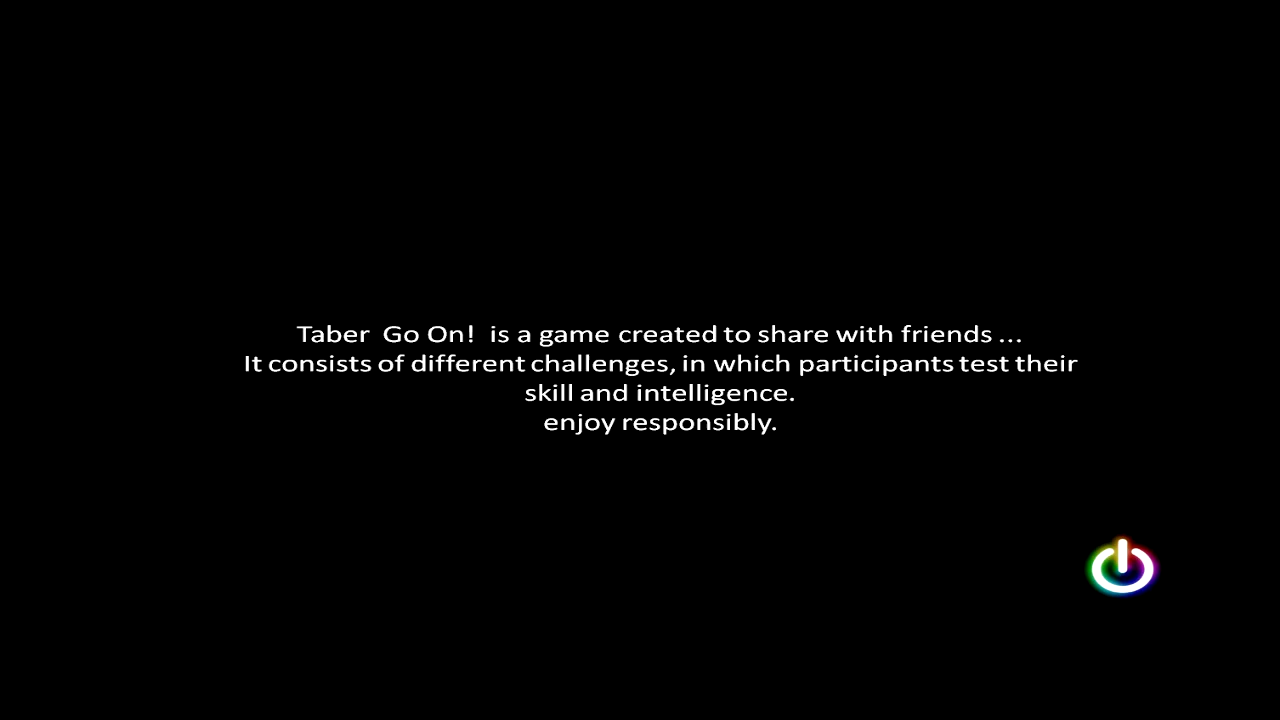 Taber Go On! is a game created to share with friends ...
It consists of different challenges, in which participants test their
skill and intelligence.
enjoy responsibly.